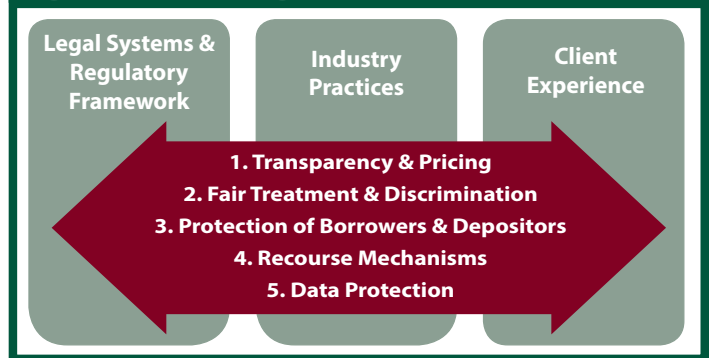 Legal Systems &
Regulatory
Framework
Industry
Practices
Client
Experience
1. Transparency & Pricing
2. Fair Treatment & Discrimination
3. Protection of Borrowers & Depositors
4. Recourse Mechanisms
5. Data Protection